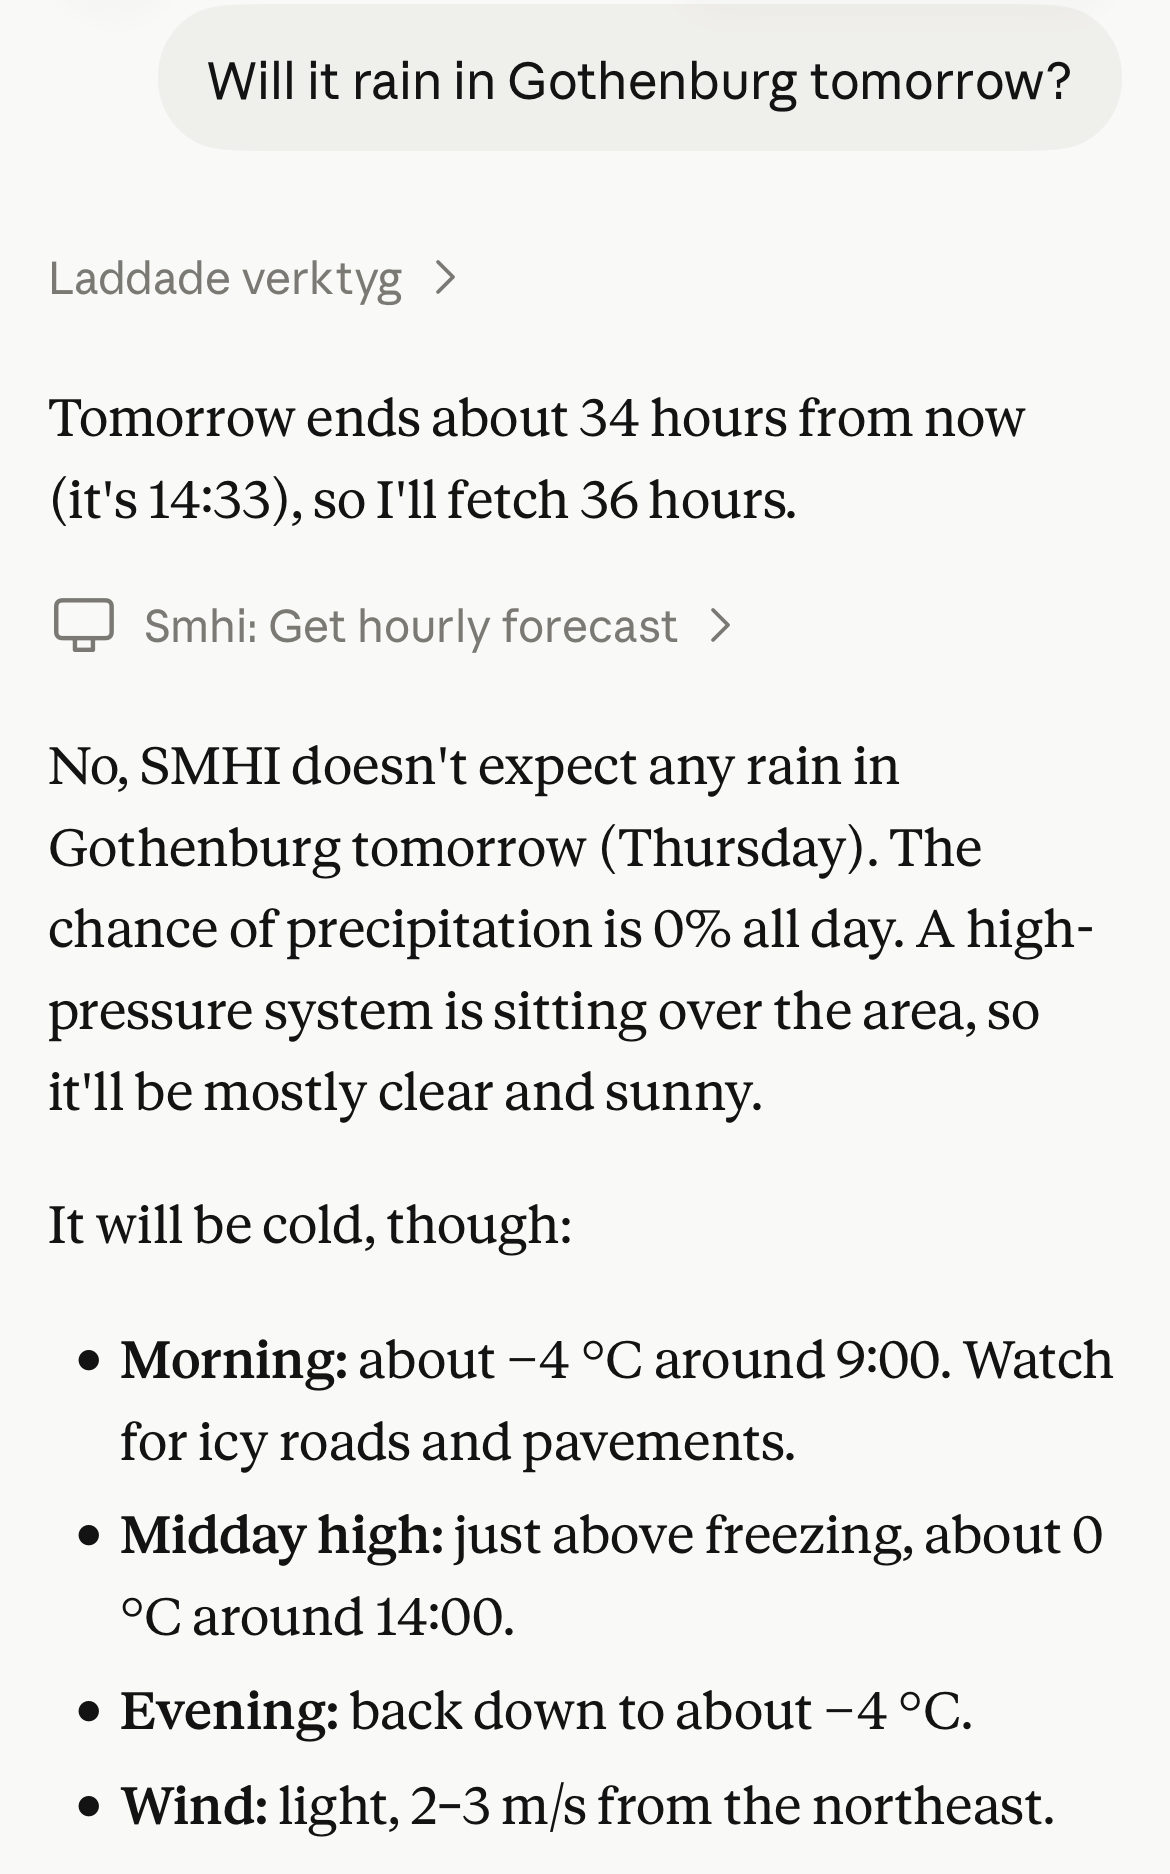 Will it rain in Gothenburg tomorrow?
Laddade verktyg
Tomorrow ends about 34 hours from now
(it's 14:33), so I'll fetch 36 hours.
Smhi: Get hourly forecast
No, SMHI doesn't expect any rain in
Gothenburg tomorrow (Thursday). The
chance of precipitation is 0% all day. A high-
pressure system is sitting over the area, so
it'll be mostly clear and sunny.
It will be cold, though:
• Morning: about −4 °C around 9:00. Watch
for icy roads and pavements.
• Midday high: just above freezing, about 0
°C around 14:00.
• Evening: back down to about −4 °C.
• Wind: light, 2–3 m/s from the northeast.